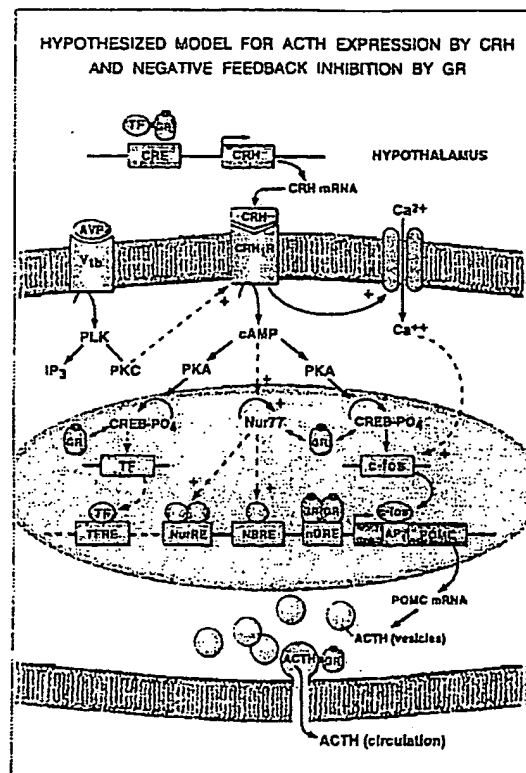 HYPOTHESIZED MODEL FOR ACTH EXPRESSION BY CRH
AND NEGATIVE FEEDBACK INHIBITION BY GR
TF GR
CRE CRH HYPOTHALAMUS
CRH mRNA
AVP CRH Ca2+
V1b CRH-R
+ +
PLK cAMP Ca++
IP3 PKC PKA PKA
+
CREB-PO4 Nur77 + CREB-PO4
GR GR
TF c-fos +
+ +
TF c-fos
TFRE NurRE NBRE nGRE AP1 POMC
GR GR
POMC mRNA
ACTH (vesicles)
ACTH GR
ACTH (circulation)